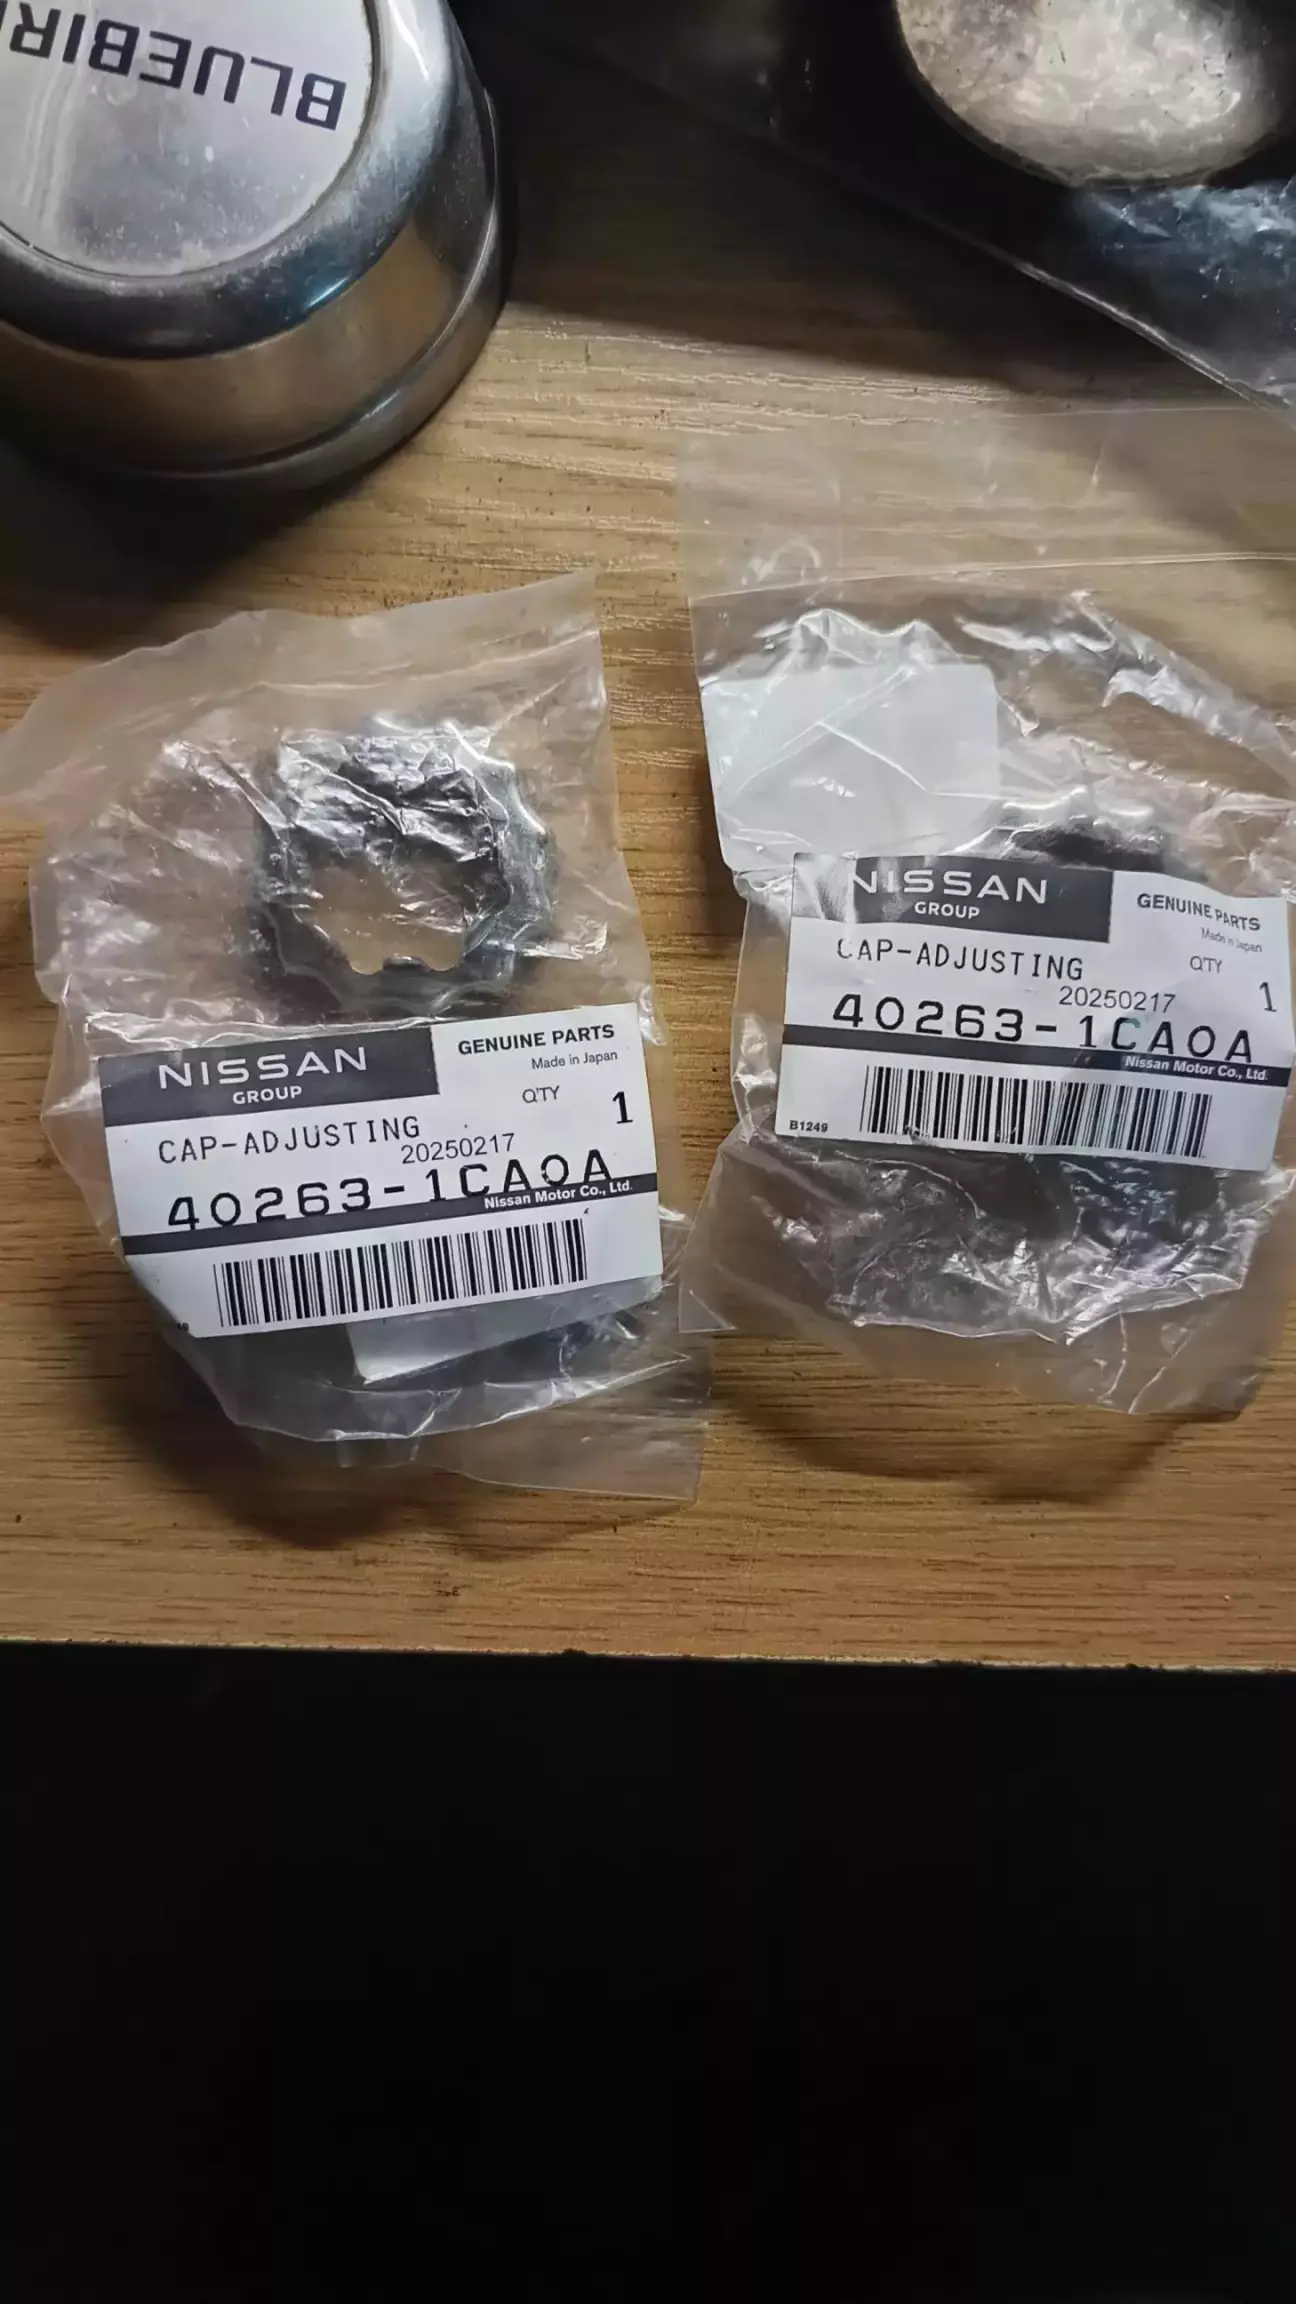 BLUEBIR
NISSAN
GROUP
GENUINE PARTS
Made in Japan
Q'TY
1
CAP-ADJUSTING
20250217
40263-1CA0A
Nissan Motor Co., Ltd.
NISSAN
GROUP
GENUINE PARTS
Made in Japan
Q'TY
1
CAP-ADJUSTING
20250217
40263-1CA0A
Nissan Motor Co., Ltd.
B1249